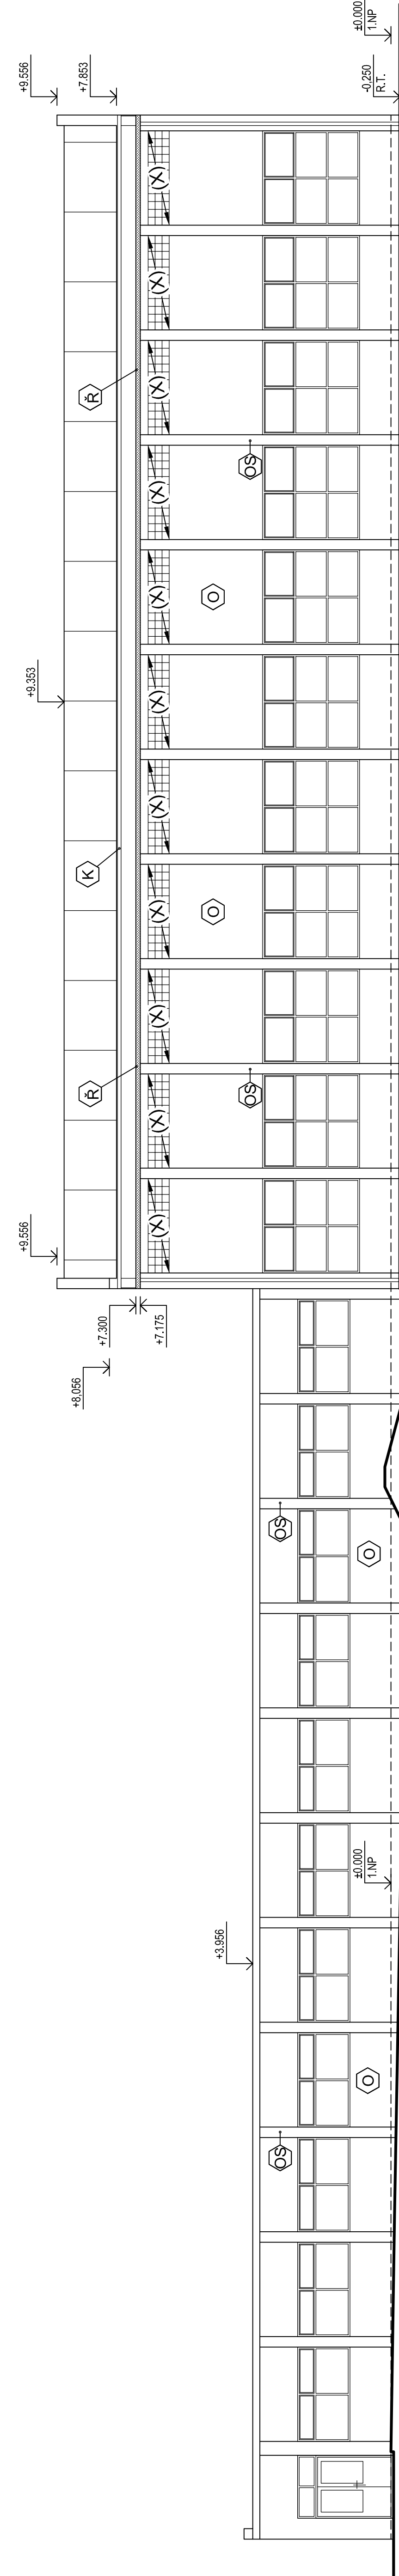 +9.556
+9.556
+9.353
+8.056
+7.853
Ř
K
Ř
+7.300
+7.175
(X)
(X)
(X)
(X)
(X)
(X)
(X)
(X)
(X)
(X)
(X)
O
O
+3.956
OS
OS
OS
OS
±0.000
1.NP
±0.000
1.NP
O
O
-0,250
R.T.